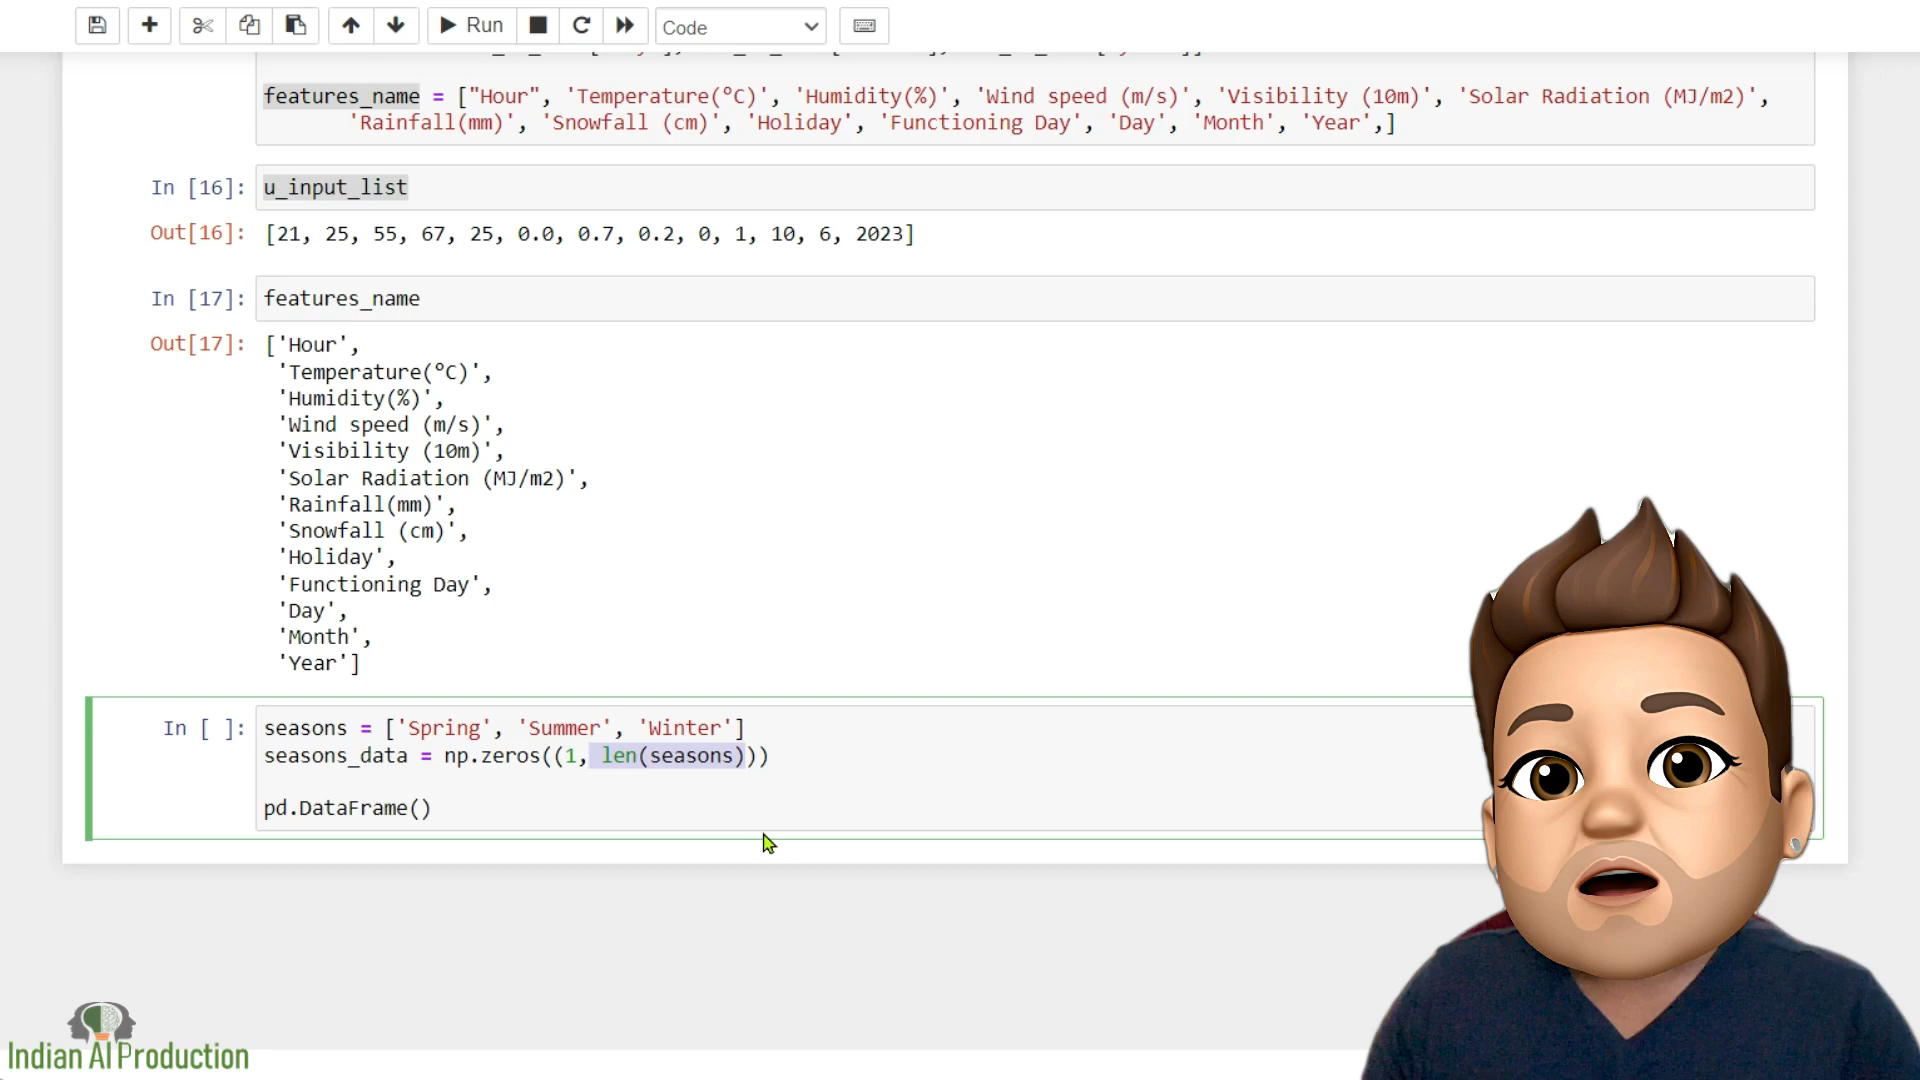 Run
Code
features_name = ["Hour", 'Temperature(°C)', 'Humidity(%)', 'Wind speed (m/s)', 'Visibility (10m)', 'Solar Radiation (MJ/m2)',
'Rainfall(mm)', 'Snowfall (cm)', 'Holiday', 'Functioning Day', 'Day', 'Month', 'Year',]
In [16]: u_input_list
Out[16]: [21, 25, 55, 67, 25, 0.0, 0.7, 0.2, 0, 1, 10, 6, 2023]
In [17]: features_name
Out[17]: ['Hour',
'Temperature(°C)',
'Humidity(%)',
'Wind speed (m/s)',
'Visibility (10m)',
'Solar Radiation (MJ/m2)',
'Rainfall(mm)',
'Snowfall (cm)',
'Holiday',
'Functioning Day',
'Day',
'Month',
'Year']
In [ ]: seasons = ['Spring', 'Summer', 'Winter']
seasons_data = np.zeros((1, len(seasons)))
pd.DataFrame()
Indian AI Production